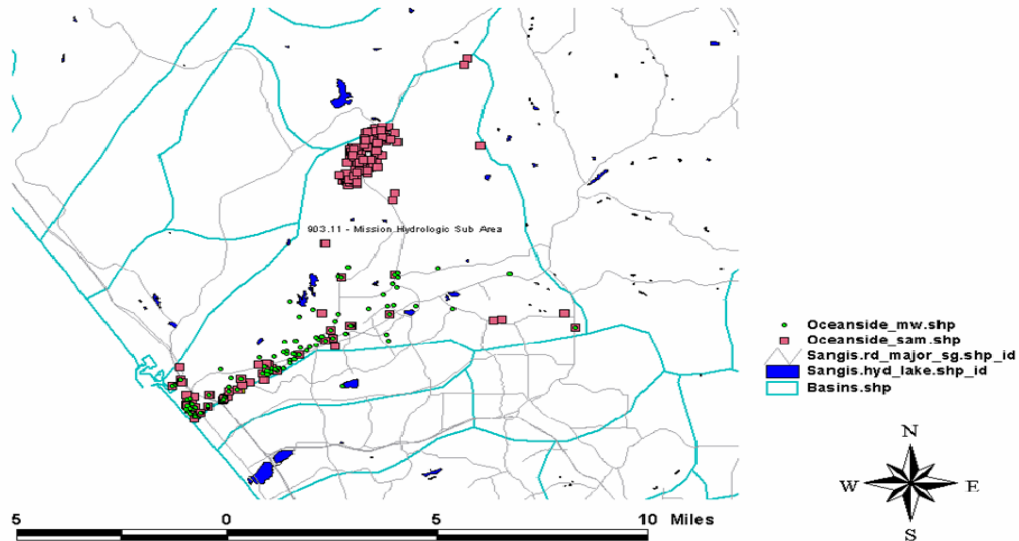 903.11 - Mission Hydrologic Sub Area
Oceanside_mw.shp
Oceanside_sam.shp
Sangis.rd_major_sg.shp_id
Sangis.hyd_lake.shp_id
Basins.shp
N
W E
S
5 0 5 10 Miles